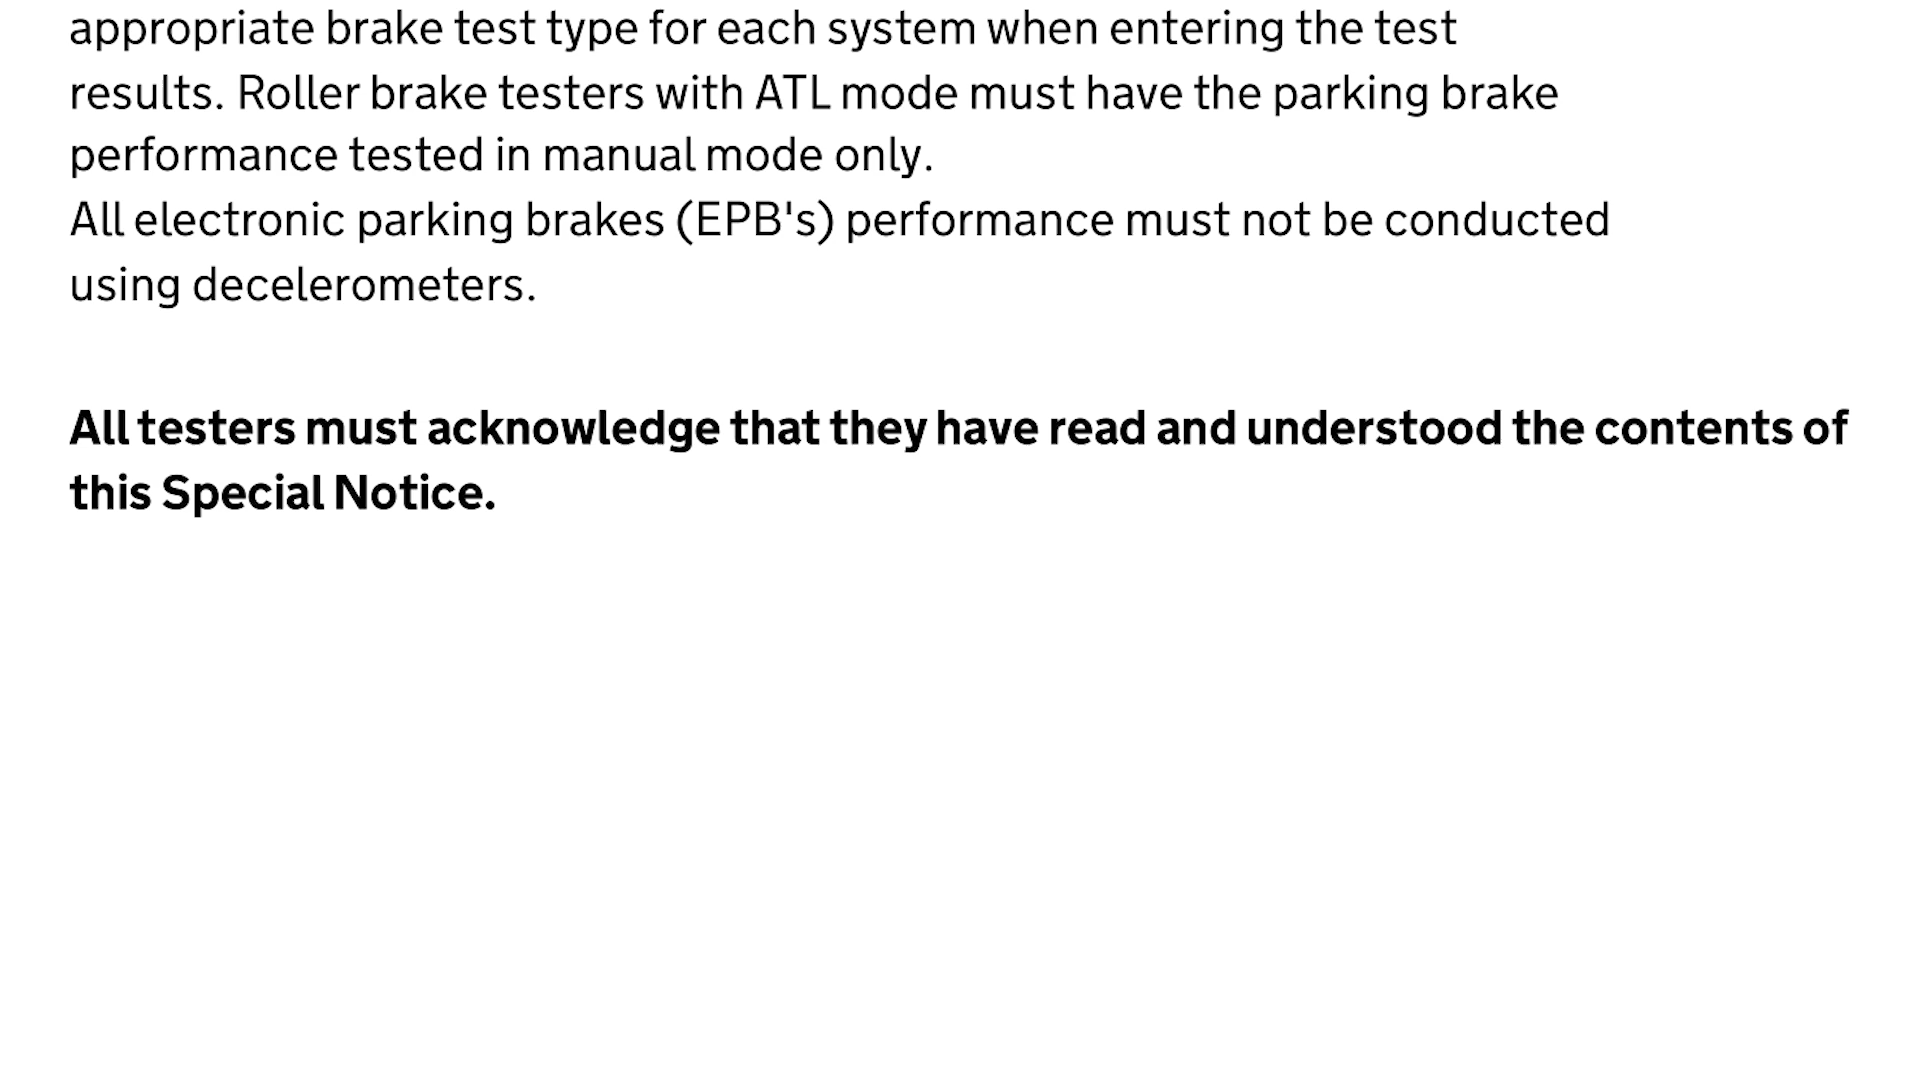 appropriate brake test type for each system when entering the test
results. Roller brake testers with ATL mode must have the parking brake
performance tested in manual mode only.
All electronic parking brakes (EPB's) performance must not be conducted
using decelerometers.
All testers must acknowledge that they have read and understood the contents of
this Special Notice.